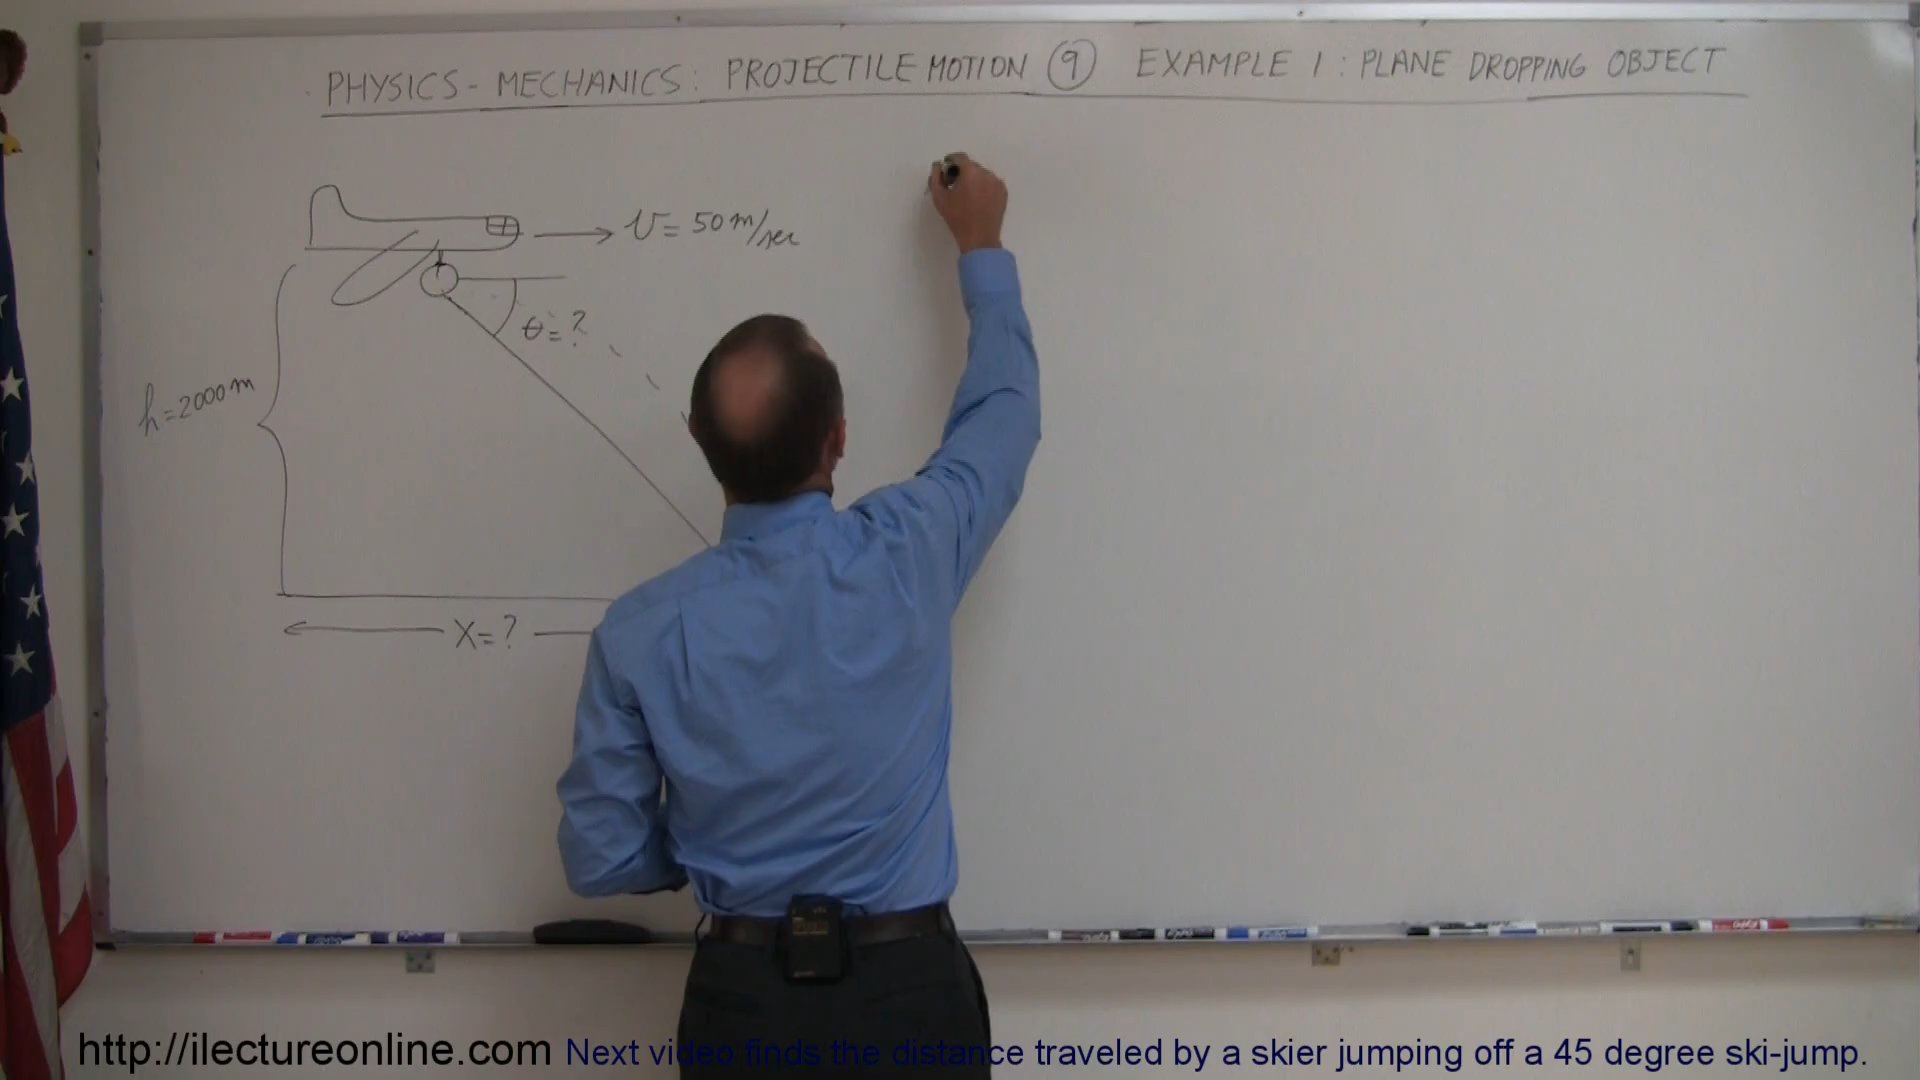 PHYSICS - MECHANICS: PROJECTILE MOTION 9 EXAMPLE 1: PLANE DROPPING OBJECT
v = 50 m/sec
θ = ?
h = 2000 m
X = ?
http://ilectureonline.com Next video finds the distance traveled by a skier jumping off a 45 degree ski-jump.